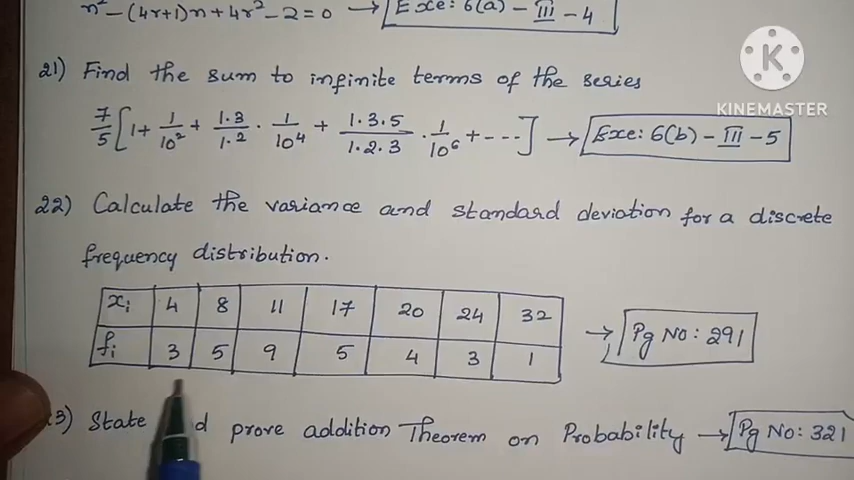 n² - (4r+1)n + 4r² - 2 = 0 → Exe: 6(a) - III - 4
K
KINEMASTER
21) Find the sum to infinite terms of the series
7/5 [1 + 1/10² + 1·3/1·2 · 1/10⁴ + 1·3·5/1·2·3 · 1/10⁶ + - - - ] → Exe: 6(b) - III - 5
22) Calculate the variance and standard deviation for a discrete
frequency distribution.
xi 4 8 11 17 20 24 32
fi 3 5 9 5 4 3 1
→ Pg No: 291
3) State d prove addition Theorem on Probability → Pg No: 321